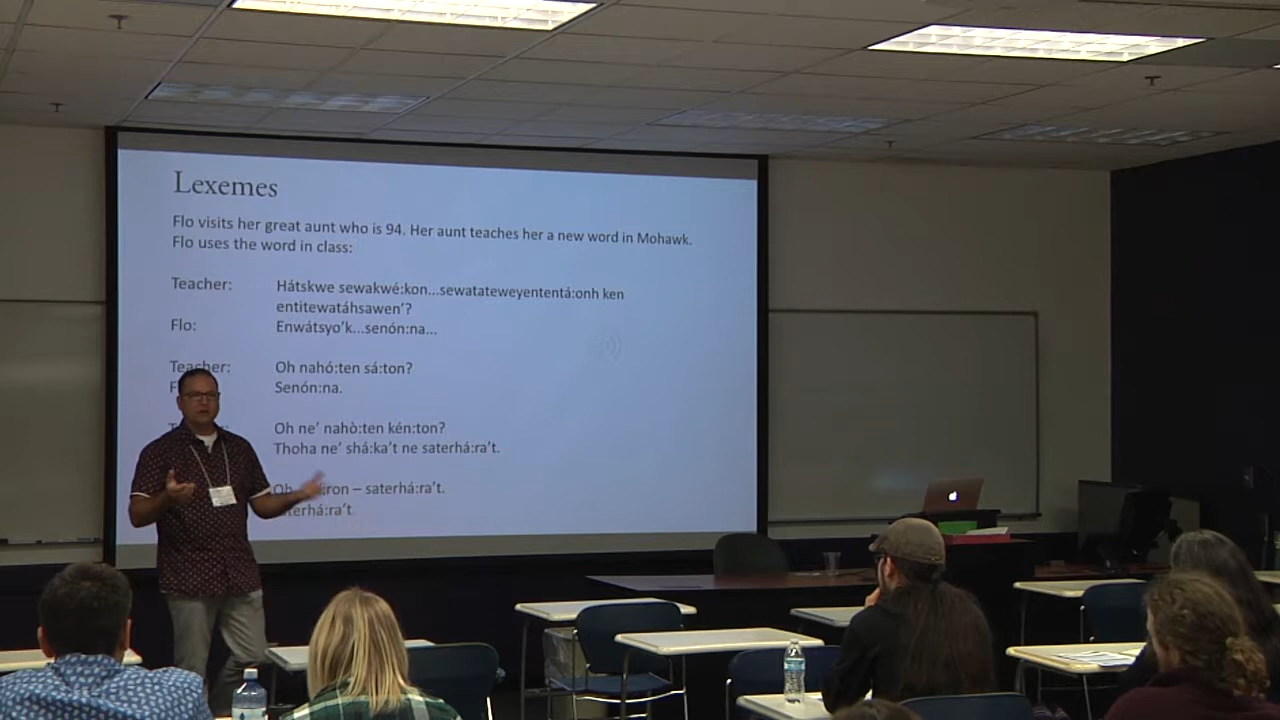 Lexemes
Flo visits her great aunt who is 94. Her aunt teaches her a new word in Mohawk.
Flo uses the word in class:
Teacher: Hátskwe sewakwé:kon...sewatateweyententá:onh ken
entitewatáhsawen’?
Flo: Enwátsyo’k...senón:na...
Teacher: Oh nahó:ten sá:ton?
Senón:na.
Oh ne’ nahò:ten kén:ton?
Thoha ne’ shá:ka’t ne saterhá:ra’t.
Oh – saterhá:ra’t.